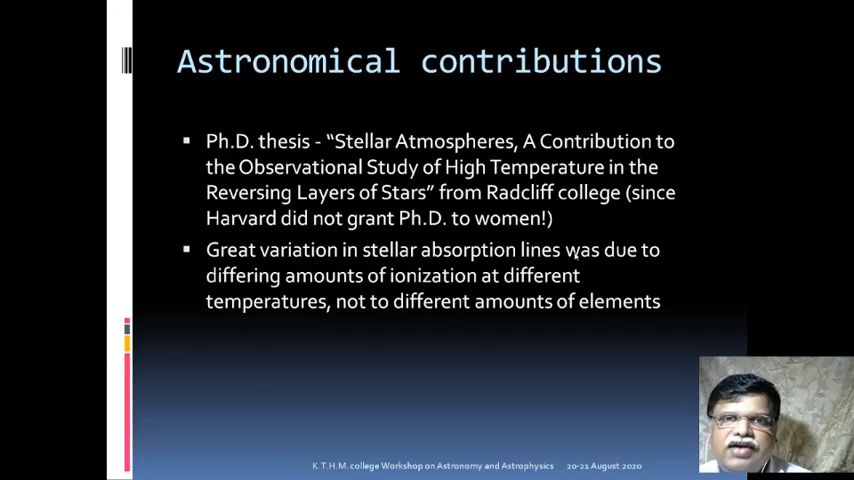 Astronomical contributions
Ph.D. thesis - “Stellar Atmospheres, A Contribution to
the Observational Study of High Temperature in the
Reversing Layers of Stars” from Radcliff college (since
Harvard did not grant Ph.D. to women!)
Great variation in stellar absorption lines was due to
differing amounts of ionization at different
temperatures, not to different amounts of elements
K.T.H.M. college Workshop on Astronomy and Astrophysics 20-21 August 2020